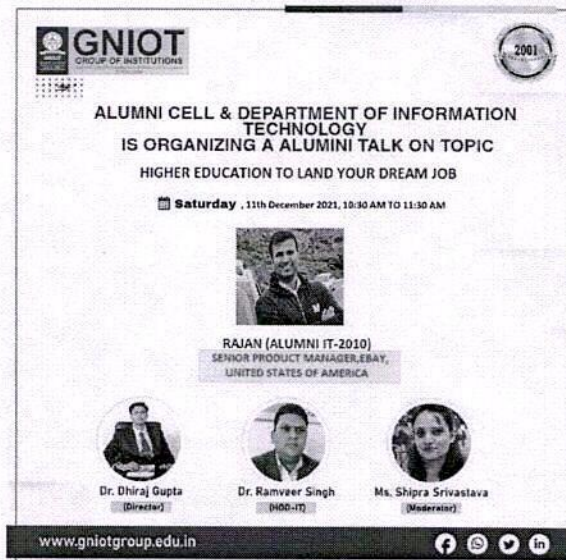 GNIOT
GROUP OF INSTITUTIONS
2001
ALUMNI CELL & DEPARTMENT OF INFORMATION
TECHNOLOGY
IS ORGANIZING A ALUMINI TALK ON TOPIC
HIGHER EDUCATION TO LAND YOUR DREAM JOB
Saturday , 11th December 2021, 10:30 AM TO 11:30 AM
RAJAN (ALUMNI IT-2010)
SENIOR PRODUCT MANAGER,EBAY,
UNITED STATES OF AMERICA
Dr. Dhiraj Gupta
(Director)
Dr. Ramveer Singh
(HOD-IT)
Ms. Shipra Srivastava
(Moderator)
www.gniotgroup.edu.in